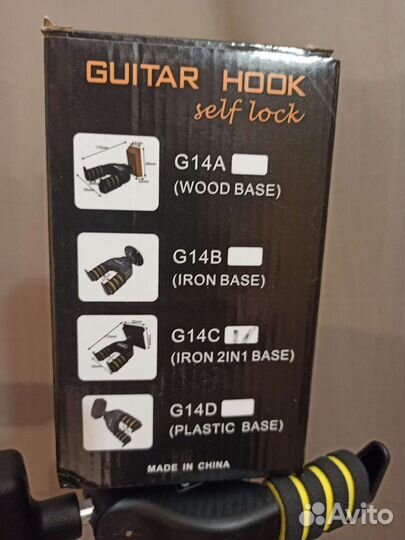 GUITAR HOOK
self lock
G14A
(WOOD BASE)
G14B
(IRON BASE)
G14C
(IRON 2IN1 BASE)
G14D
(PLASTIC BASE)
MADE IN CHINA
Avito